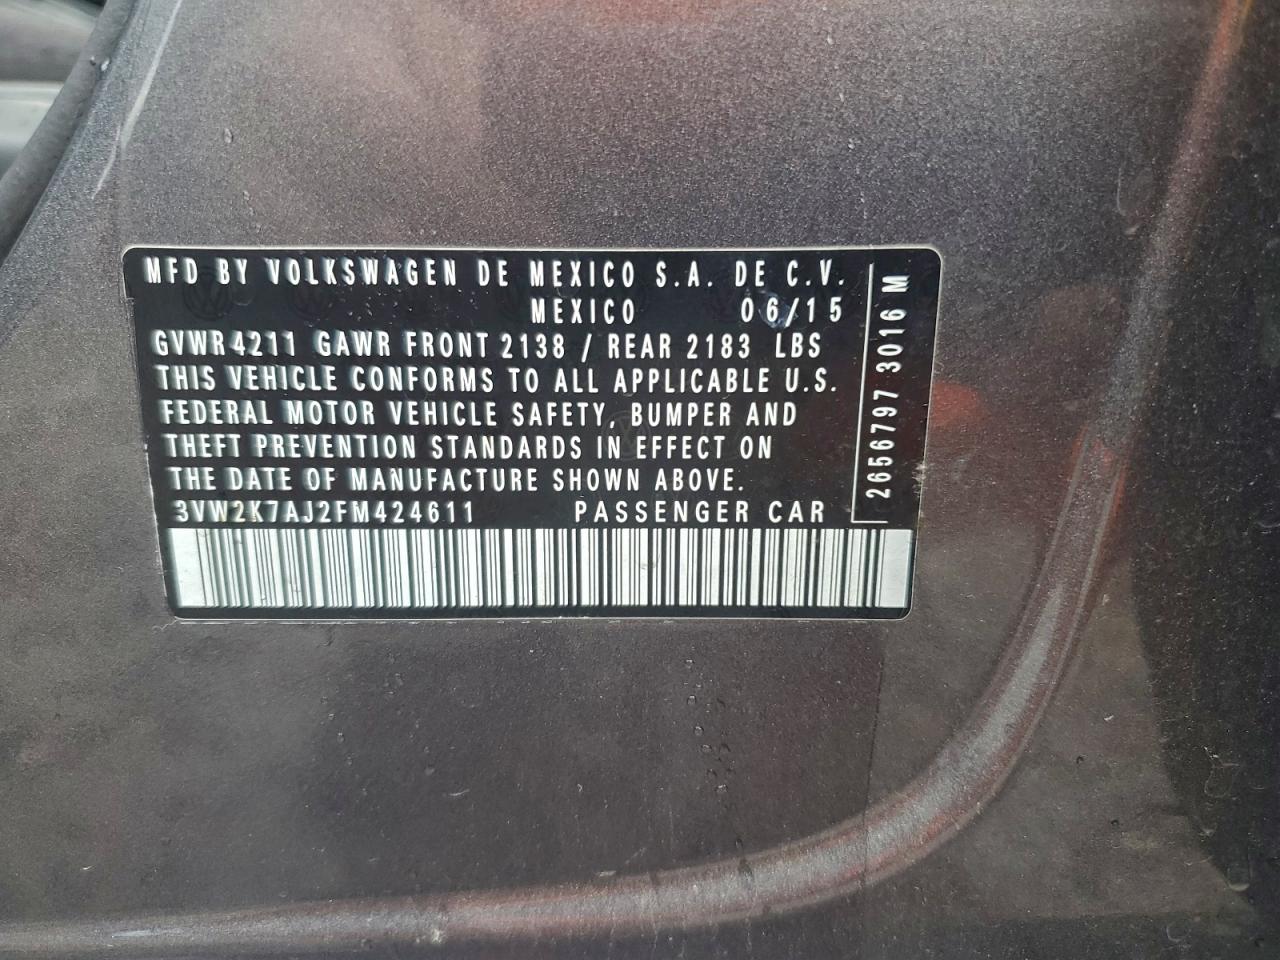 MFD BY VOLKSWAGEN DE MEXICO S.A. DE C.V.
MEXICO 06/15
GVWR 4211 GAWR FRONT 2138 / REAR 2183 LBS
THIS VEHICLE CONFORMS TO ALL APPLICABLE U.S.
FEDERAL MOTOR VEHICLE SAFETY, BUMPER AND
THEFT PREVENTION STANDARDS IN EFFECT ON
THE DATE OF MANUFACTURE SHOWN ABOVE.
3VW2K7AJ2FM424611 PASSENGER CAR
2656797 3016 M